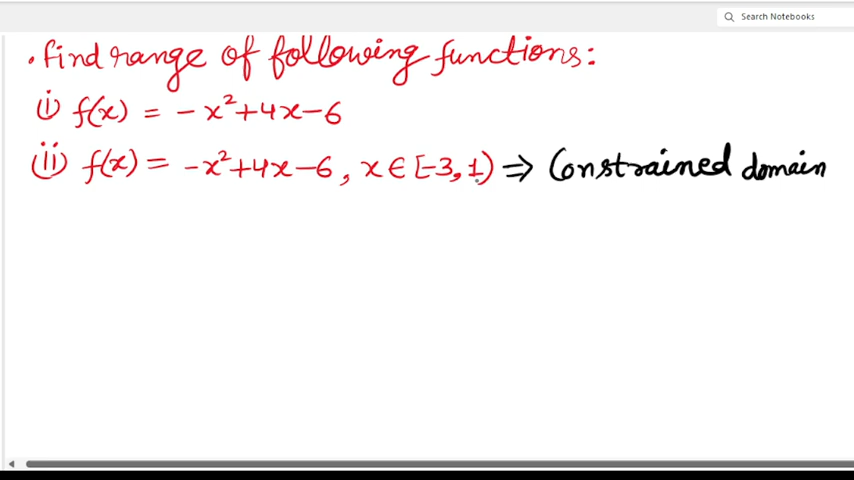 Search Notebooks
• find range of following functions:
(i) f(x) = -x²+4x-6
(ii) f(x) = -x²+4x-6, x∈[-3,1) ⇒ Constrained domain